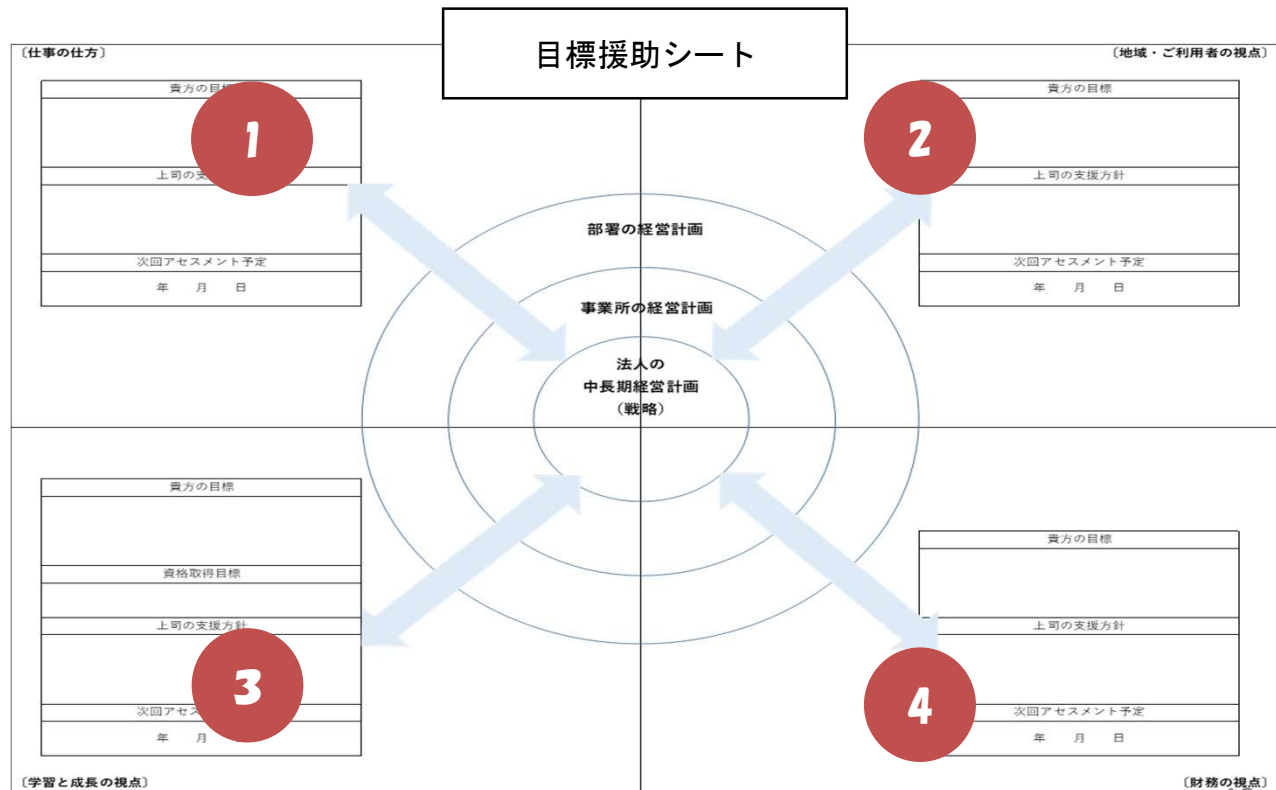 目標援助シート
〔仕事の仕方〕
貴方の目
1
上司の支
次回アセスメント予定
年 月 日
〔地域・ご利用者の視点〕
貴方の目標
2
上司の支援方針
次回アセスメント予定
年 月 日
部署の経営計画
事業所の経営計画
法人の
中長期経営計画
(戦略)
貴方の目標
資格取得目標
上司の支援方針
3
次回アセス
年 月
〔学習と成長の視点〕
貴方の目標
上司の支援方針
4
次回アセスメント予定
年 月 日
〔財務の視点〕